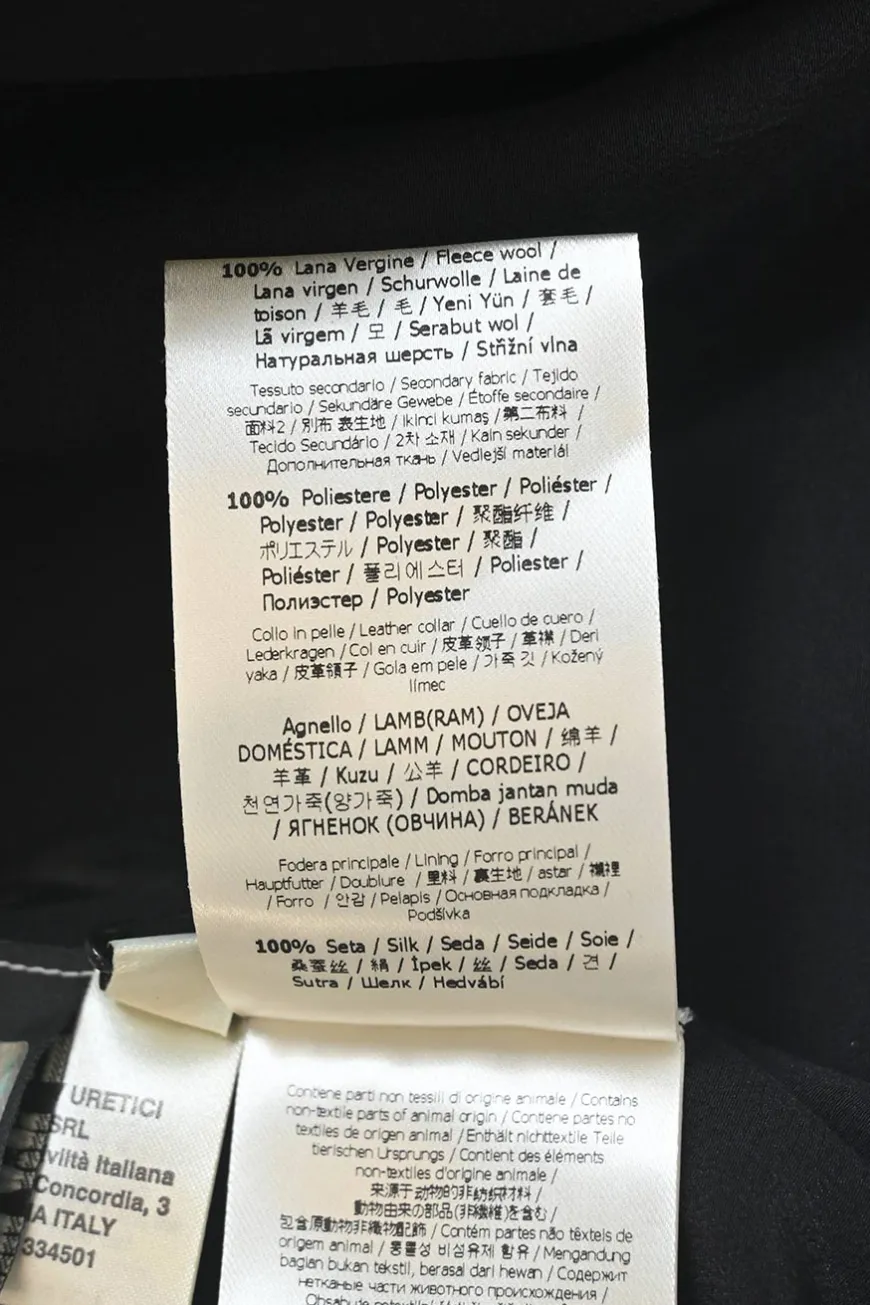 100% Lana Vergine / Fleece wool /
Lana virgen / Schurwolle / Laine de
toison / 羊毛 / 毛 / Yeni Yün / 套毛 /
Lã virgem / 모 / Serabut wol /
Натуральная шерсть / Střžní vlna
Tessuto secondario / Secondary fabric / Tejido
secundario / Sekundäre Gewebe / Étoffe secondaire /
面料2 / 別布 表生地 / Ikinci kumaş / 第二布料 /
Tecido Secundário / 2차 소재 / Kain sekunder /
Дополнительная ткань / Vedlejší materiál
100% Poliestere / Polyester / Poliéster /
Polyester / Polyester / 聚酯纤维 /
ポリエステル / Polyester / 聚酯 /
Poliéster / 폴리에스터 / Poliester /
Полиэстер / Polyester
Collo in pelle / Leather collar / Cuello de cuero /
Lederkragen / Col en cuir / 皮革领子 / 革襟 / Deri
yaka / 皮革領子 / Gola em pele / 가죽 깃 / Kožený
límec
Agnello / LAMB(RAM) / OVEJA
DOMÉSTICA / LAMM / MOUTON / 绵羊 /
羊革 / Kuzu / 公羊 / CORDEIRO /
천연가죽(양가죽) / Domba jantan muda
/ ЯГНЕНОК (ОВЧИНА) / BERÁNEK
Fodera principale / Lining / Forro principal /
Hauptfutter / Doublure / 里料 / 裏生地 / astar / 襯裡
/ Forro / 안감 / Pelapis / Основная подкладка /
Podšívka
100% Seta / Silk / Seda / Seide / Soie /
桑蚕丝 / 絹 / İpek / 丝 / Seda / 견 /
Sutra / Шелк / Hedvábí
Contiene parti non tessili di origine animale / Contains
non-textile parts of animal origin / Contiene partes no
textiles de origen animal / Enthält nichttextile Teile
tierischen Ursprungs / Contient des éléments
non-textiles d'origine animale /
来源于动物的非纺织材料 /
動物由来の部品(非繊維)を含む /
包含原動物非織物配飾 / Contém partes não têxteis de
origem animal / 동물성 비섬유제 함유 / Mengandung
bagian bukan tekstil, berasal dari hewan / Содержит
нетканые части животного происхождения /
URETICI
SRL
viltà Italiana
Concordia, 3
IA ITALY
334501